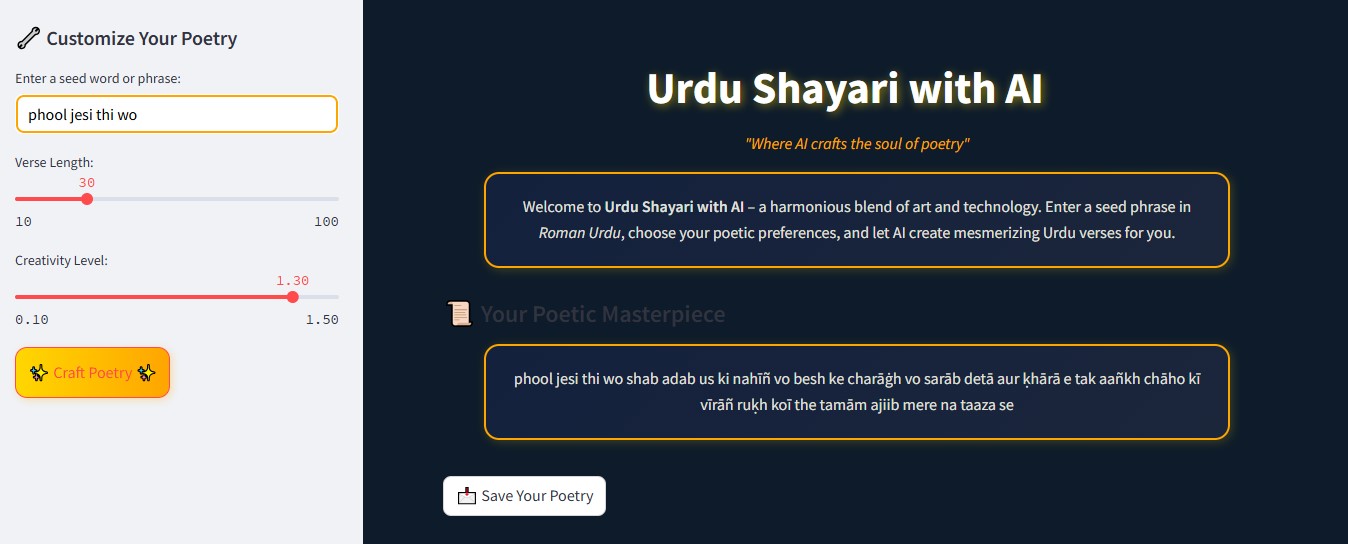 Customize Your Poetry
Enter a seed word or phrase:
phool jesi thi wo
Verse Length:
30
10 100
Creativity Level:
1.30
0.10 1.50
✨ Craft Poetry ✨
Urdu Shayari with AI
"Where AI crafts the soul of poetry"
Welcome to Urdu Shayari with AI – a harmonious blend of art and technology. Enter a seed phrase in
Roman Urdu, choose your poetic preferences, and let AI create mesmerizing Urdu verses for you.
Your Poetic Masterpiece
phool jesi thi wo shab adab us ki nahīñ vo besh ke charāġh vo sarāb detā aur ḳhārā e tak aañkh chāho kī
vīrāñ ruḳh koī the tamām ajiib mere na taaza se
Save Your Poetry